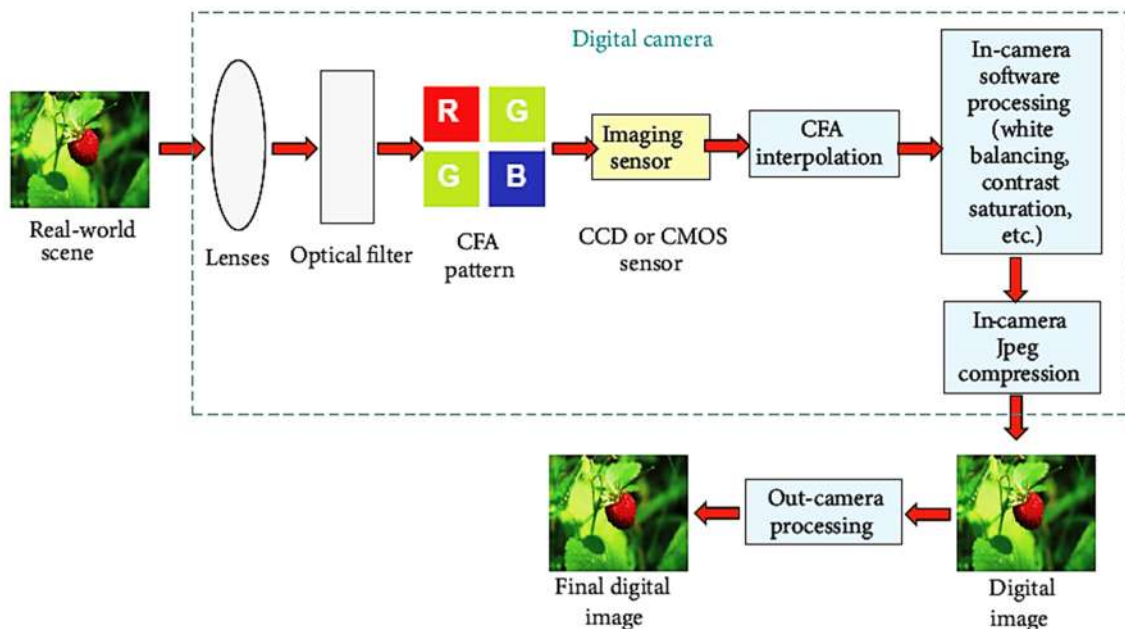 Digital camera
Real-world
scene
Lenses
Optical filter
R G
G B
CFA
pattern
Imaging
sensor
CCD or CMOS
sensor
CFA
interpolation
In-camera
software
processing
(white
balancing,
contrast
saturation,
etc.)
In-camera
Jpeg
compression
Digital
image
Out-camera
processing
Final digital
image